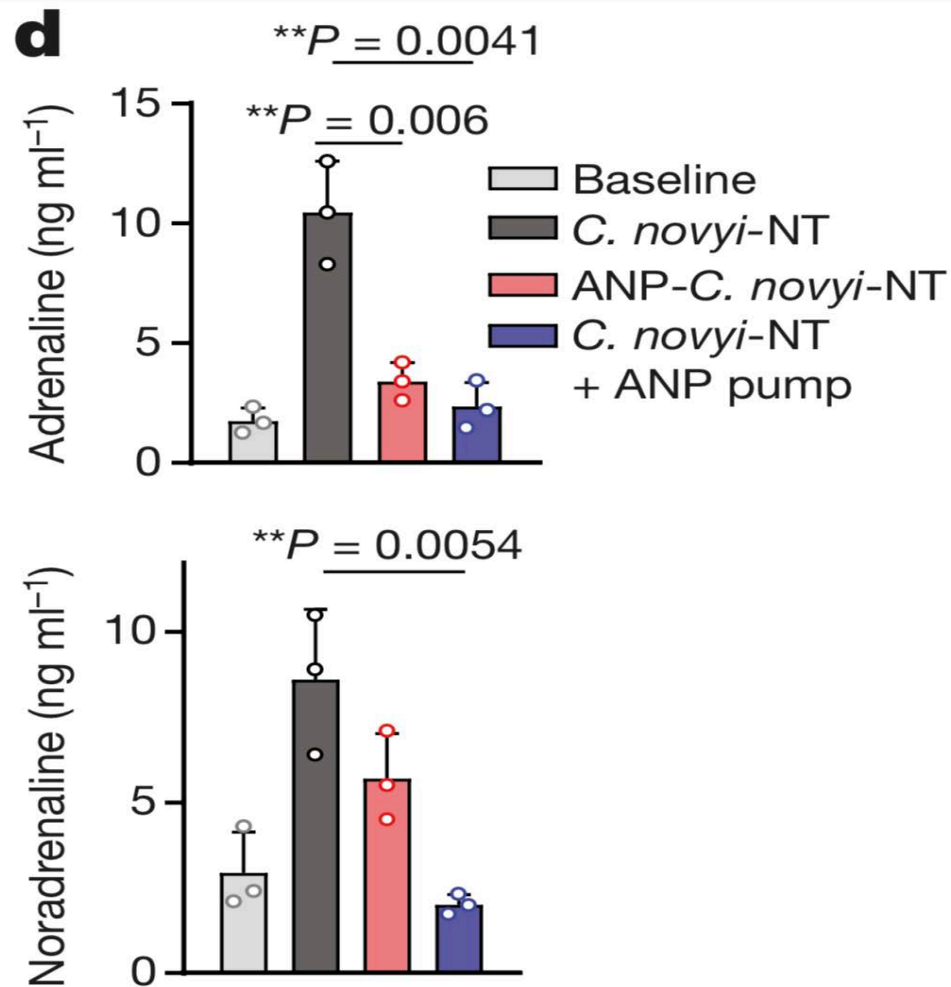 d
**P = 0.0041
**P = 0.006
Adrenaline (ng ml⁻¹)
15
10
5
0
Baseline
C. novyi-NT
ANP-C. novyi-NT
C. novyi-NT
+ ANP pump
**P = 0.0054
Noradrenaline (ng ml⁻¹)
10
5
0